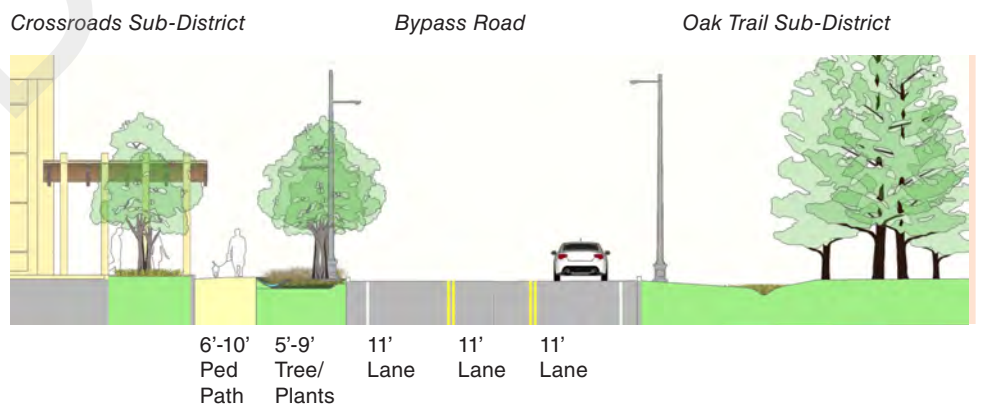 Crossroads Sub-District
Bypass Road
Oak Trail Sub-District
6'-10'
Ped
Path
5'-9'
Tree/
Plants
11'
Lane
11'
Lane
11'
Lane